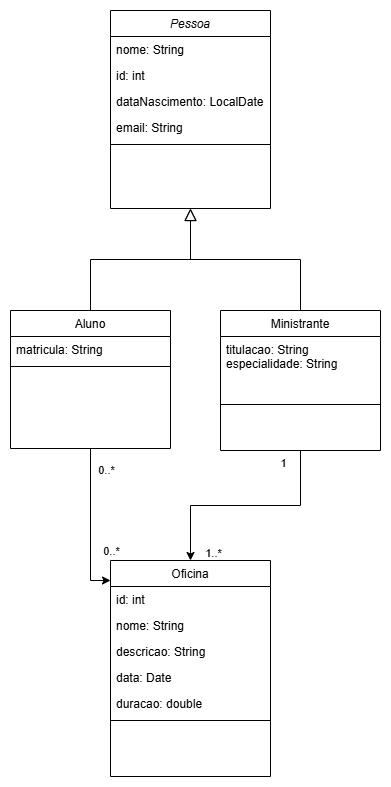 Pessoa
nome: String
id: int
dataNascimento: LocalDate
email: String
Aluno
matricula: String
Ministrante
titulacao: String
especialidade: String
0..*
1
0..*
1..*
Oficina
id: int
nome: String
descricao: String
data: Date
duracao: double